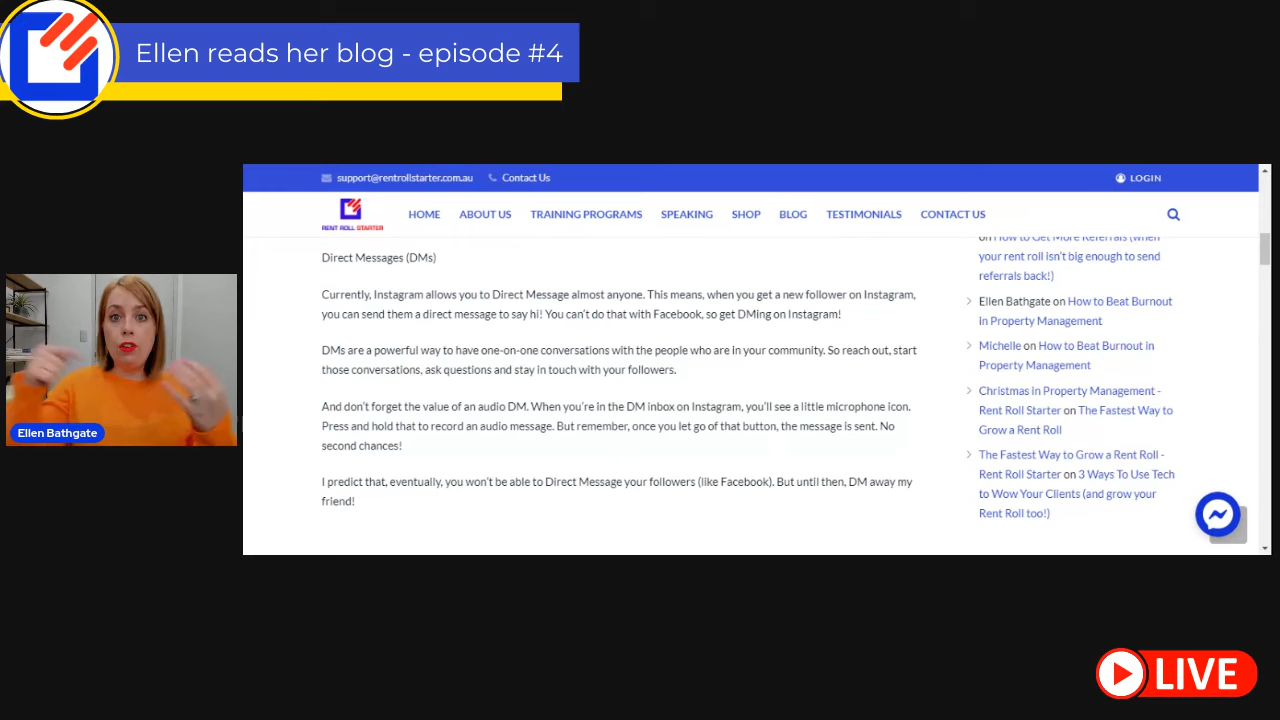 Ellen reads her blog - episode #4
support@rentrollstarter.com.au
Contact Us
LOGIN
RENT ROLL STARTER
HOME
ABOUT US
TRAINING PROGRAMS
SPEAKING
SHOP
BLOG
TESTIMONIALS
CONTACT US
Direct Messages (DMs)
Currently, Instagram allows you to Direct Message almost anyone. This means, when you get a new follower on Instagram,
you can send them a direct message to say hi! You can't do that with Facebook, so get DMing on Instagram!
DMs are a powerful way to have one-on-one conversations with the people who are in your community. So reach out, start
those conversations, ask questions and stay in touch with your followers.
And don't forget the value of an audio DM. When you're in the DM inbox on Instagram, you'll see a little microphone icon.
Press and hold that to record an audio message. But remember, once you let go of that button, the message is sent. No
second chances!
I predict that, eventually, you won't be able to Direct Message your followers (like Facebook). But until then, DM away my
friend!
on How to Get More Referrals (when
your rent roll isn't big enough to send
referrals back!)
Ellen Bathgate on How to Beat Burnout
in Property Management
Michelle on How to Beat Burnout in
Property Management
Christmas in Property Management -
Rent Roll Starter on The Fastest Way to
Grow a Rent Roll
The Fastest Way to Grow a Rent Roll -
Rent Roll Starter on 3 Ways To Use Tech
to Wow Your Clients (and grow your
Rent Roll too!)
Ellen Bathgate
LIVE